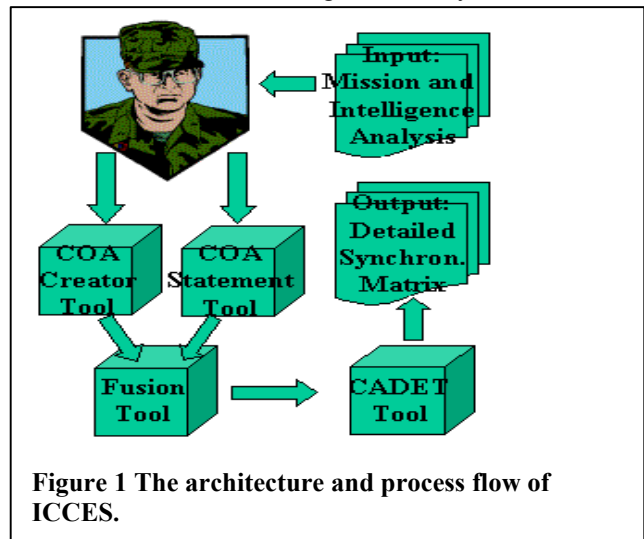 Input:
Mission and
Intelligence
Analysis
Output:
Detailed
Synchron.
Matrix
COA
Creator
Tool
COA
Statement
Tool
Fusion
Tool
CADET
Tool
Figure 1 The architecture and process flow of
ICCES.